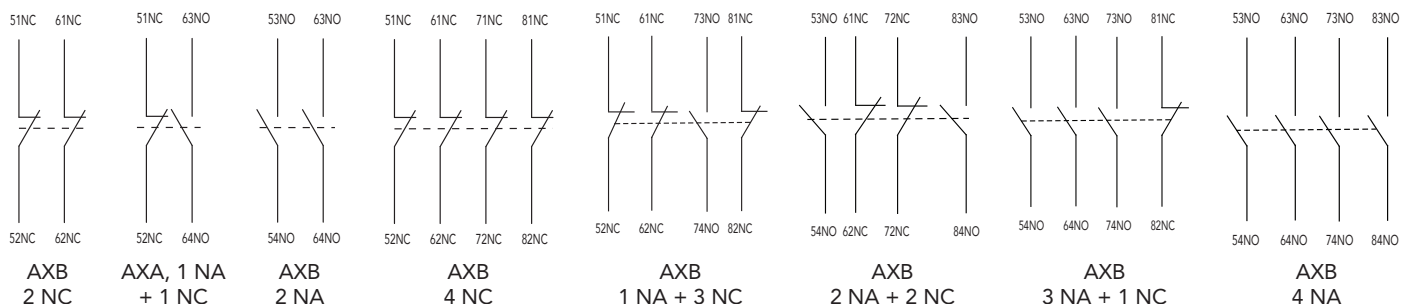 51NC 61NC 51NC 63NO 53NO 63NO 51NC 61NC 71NC 81NC 51NC 61NC 73NO 81NC 53NO 61NC 72NC 83NO 53NO 63NO 73NO 81NC 53NO 63NO 73NO 83NO
52NC 62NC 52NC 64NO 54NO 64NO 52NC 62NC 72NC 82NC 52NC 62NC 74NO 82NC 54NO 62NC 72NC 84NO 54NO 64NO 74NO 82NC 54NO 64NO 74NO 84NO
AXB AXA, 1 NA AXB AXB AXB AXB AXB AXB
2 NC + 1 NC 2 NA 4 NC 1 NA + 3 NC 2 NA + 2 NC 3 NA + 1 NC 4 NA